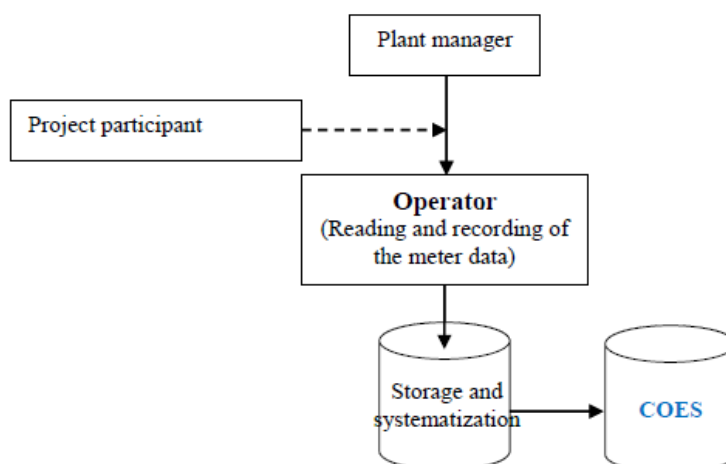 Plant manager
Project participant
Operator
(Reading and recording of
the meter data)
Storage and
systematization
COES